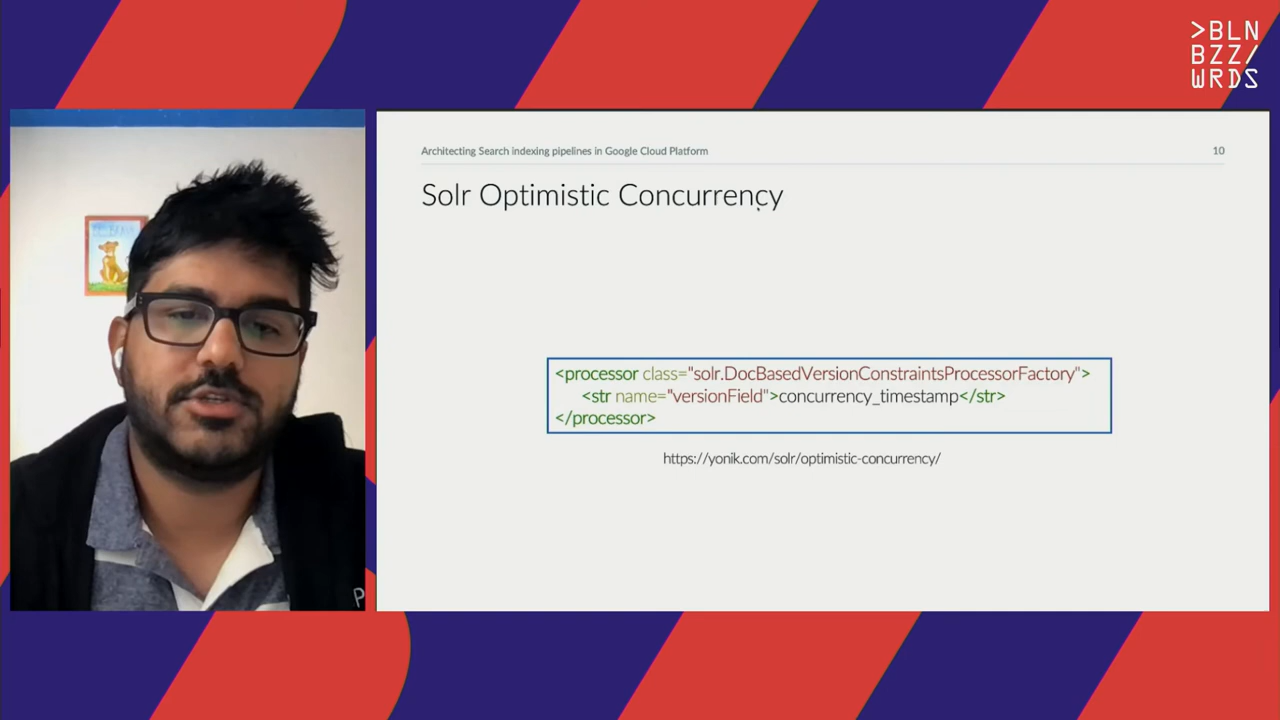 >BLN
BZZ/
WRDS
Architecting Search indexing pipelines in Google Cloud Platform
10
Solr Optimistic Concurrency
<processor class="solr.DocBasedVersionConstraintsProcessorFactory">
<str name="versionField">concurrency_timestamp</str>
</processor>
https://yonik.com/solr/optimistic-concurrency/
P